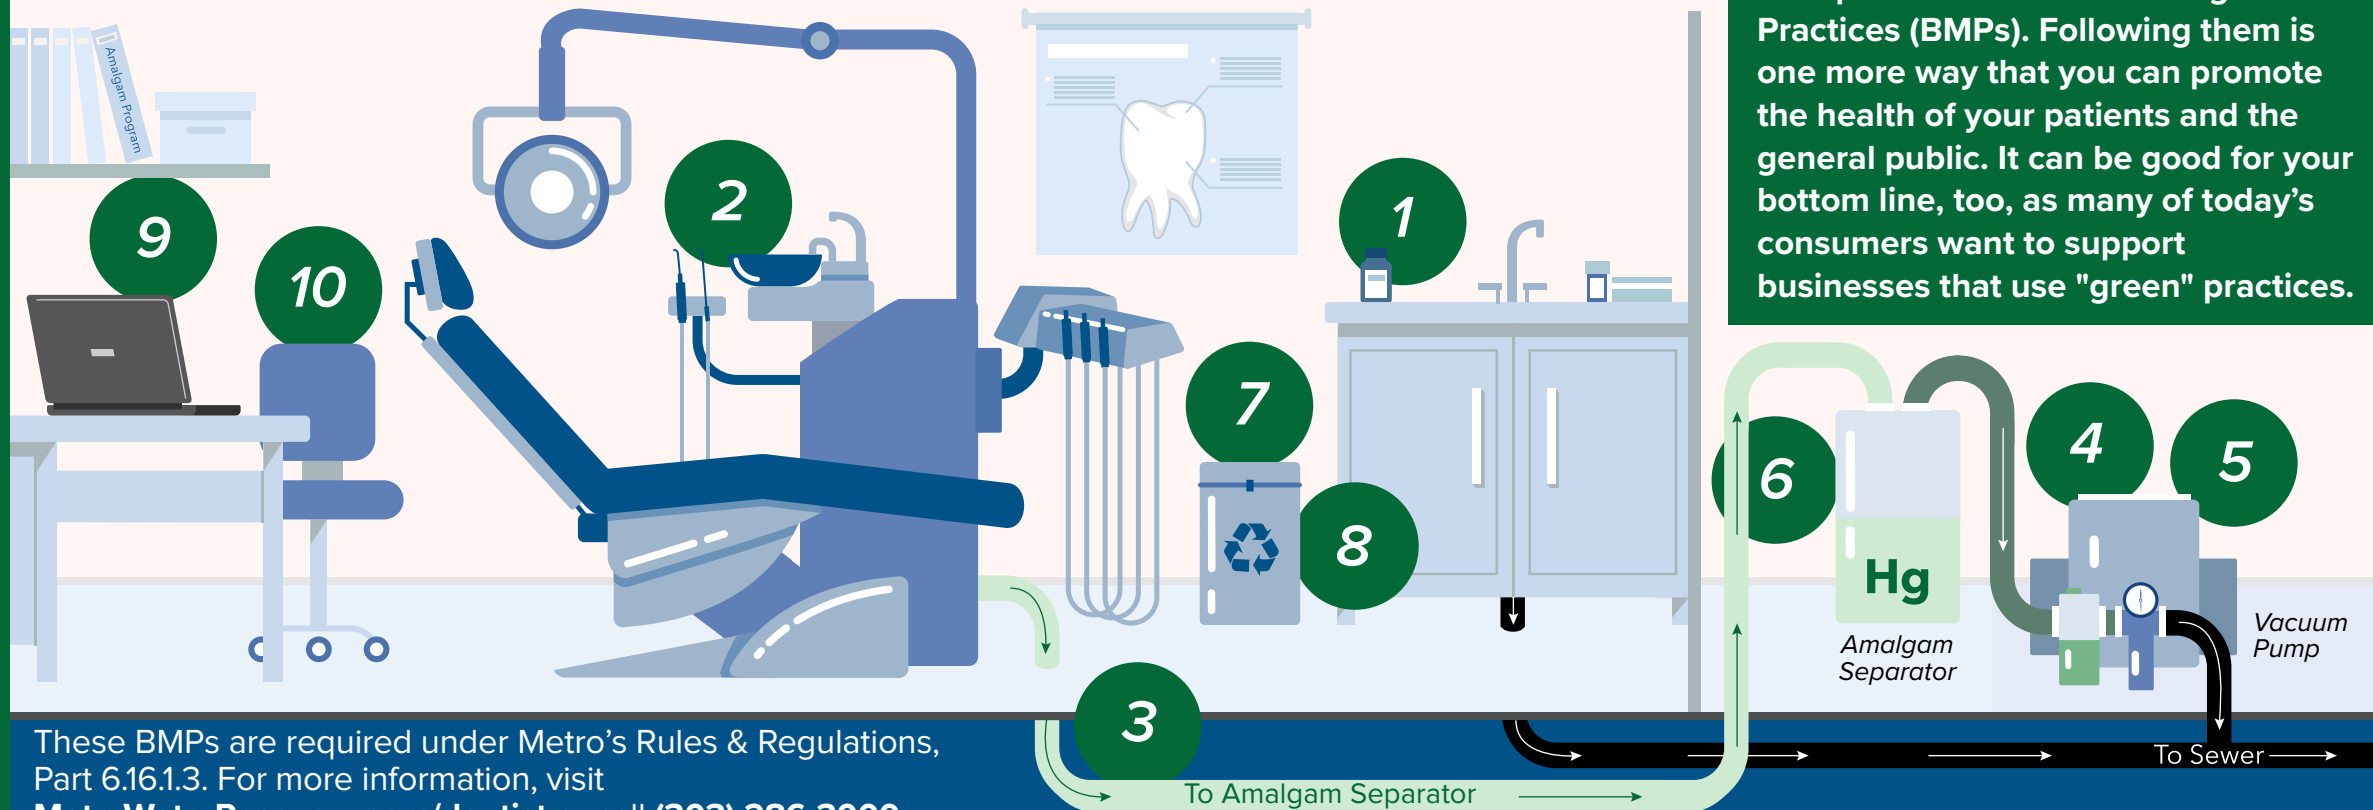 Practices (BMPs). Following them is
one more way that you can promote
the health of your patients and the
general public. It can be good for your
bottom line, too, as many of today’s
consumers want to support
businesses that use "green" practices.
Amalgam Program
9
10
2
1
7
8
6
4
5
3
Hg
Amalgam
Separator
Vacuum
Pump
To Sewer
To Amalgam Separator
These BMPs are required under Metro’s Rules & Regulations,
Part 6.16.1.3. For more information, visit